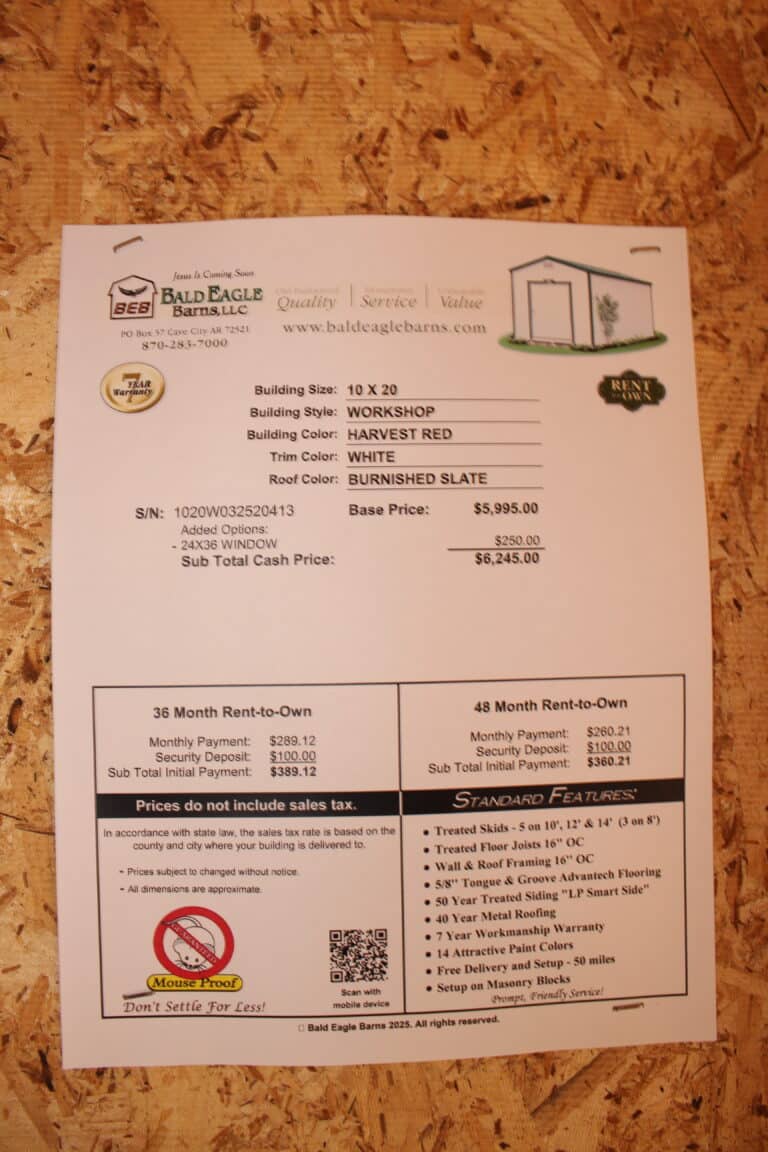 Jesus Is Coming Soon
BEB
BALD EAGLE
BARNS, LLC
PO Box 57 Cave City AR 72521
870-283-7000
Quality | Service | Value
www.baldeaglebarns.com
7 YEAR
Warranty
RENT
TO OWN
Building Size: 10 X 20
Building Style: WORKSHOP
Building Color: HARVEST RED
Trim Color: WHITE
Roof Color: BURNISHED SLATE
S/N: 1020W032520413 Base Price: $5,995.00
Added Options:
- 24X36 WINDOW $250.00
Sub Total Cash Price: $6,245.00
36 Month Rent-to-Own
Monthly Payment: $289.12
Security Deposit: $100.00
Sub Total Initial Payment: $389.12
48 Month Rent-to-Own
Monthly Payment: $260.21
Security Deposit: $100.00
Sub Total Initial Payment: $360.21
Prices do not include sales tax.
In accordance with state law, the sales tax rate is based on the
county and city where your building is delivered to.
- Prices subject to changed without notice.
- All dimensions are approximate.
GUARANTEED
Mouse Proof
Don't Settle For Less!
Scan with
mobile device
STANDARD FEATURES:
• Treated Skids - 5 on 10', 12' & 14' (3 on 8')
• Treated Floor Joists 16" OC
• Wall & Roof Framing 16" OC
• 5/8" Tongue & Groove Advantech Flooring
• 50 Year Treated Siding "LP Smart Side"
• 40 Year Metal Roofing
• 7 Year Workmanship Warranty
• 14 Attractive Paint Colors
• Free Delivery and Setup - 50 miles
• Setup on Masonry Blocks
Prompt, Friendly Service!
Bald Eagle Barns 2025. All rights reserved.